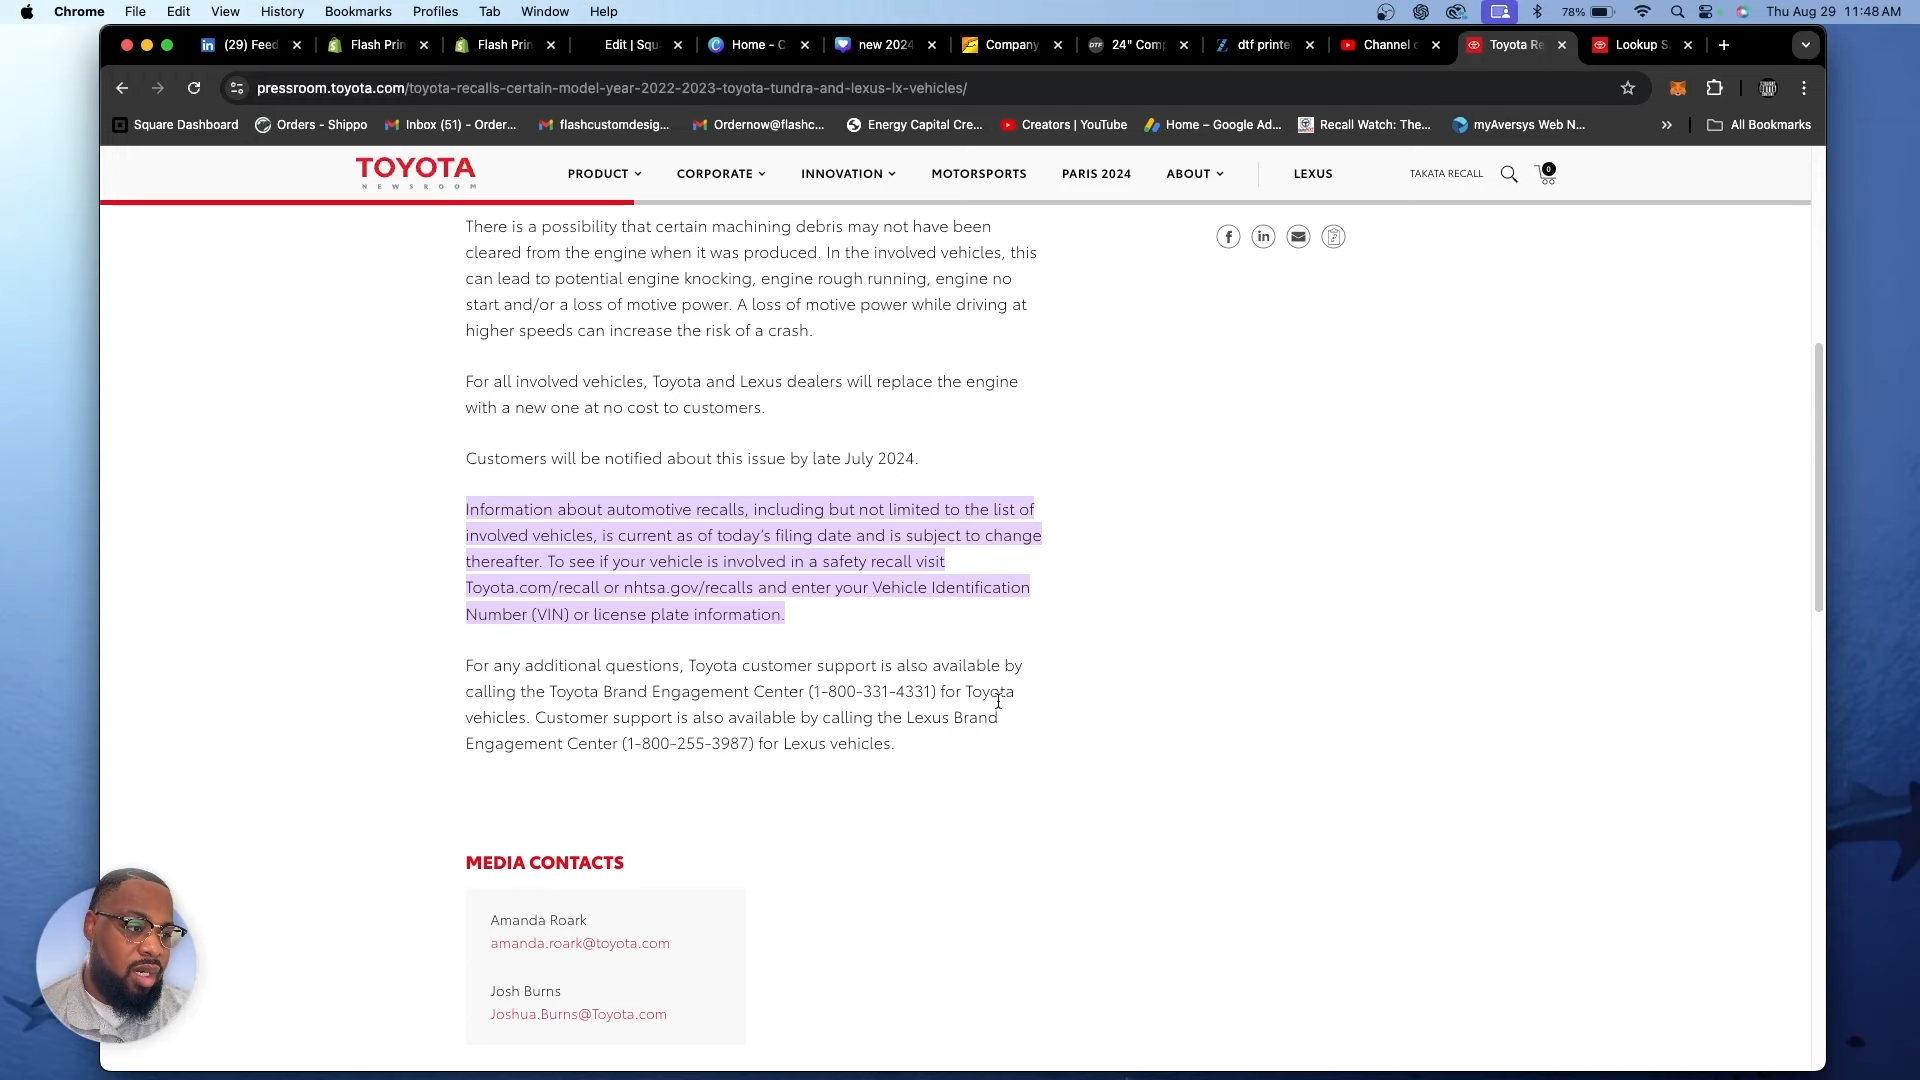 Chrome File Edit View History Bookmarks Profiles Tab Window Help 78% Thu Aug 29 11:48 AM
(29) Feed Flash Prin Flash Prin Edit | Squ Home - C new 2024 Company DTF 24" Comp dtf printe Channel Toyota Re Lookup S
pressroom.toyota.com/toyota-recalls-certain-model-year-2022-2023-toyota-tundra-and-lexus-lx-vehicles/
Square Dashboard Orders - Shippo Inbox (51) - Order... flashcustomdesig... Ordernow@flashc... Energy Capital Cre... Creators | YouTube Home – Google Ad... Recall Watch: The... myAversys Web N... » All Bookmarks
TOYOTA
NEWSROOM
PRODUCT CORPORATE INNOVATION MOTORSPORTS PARIS 2024 ABOUT LEXUS TAKATA RECALL 0
There is a possibility that certain machining debris may not have been
cleared from the engine when it was produced. In the involved vehicles, this
can lead to potential engine knocking, engine rough running, engine no
start and/or a loss of motive power. A loss of motive power while driving at
higher speeds can increase the risk of a crash.
For all involved vehicles, Toyota and Lexus dealers will replace the engine
with a new one at no cost to customers.
Customers will be notified about this issue by late July 2024.
Information about automotive recalls, including but not limited to the list of
involved vehicles, is current as of today’s filing date and is subject to change
thereafter. To see if your vehicle is involved in a safety recall visit
Toyota.com/recall or nhtsa.gov/recalls and enter your Vehicle Identification
Number (VIN) or license plate information.
For any additional questions, Toyota customer support is also available by
calling the Toyota Brand Engagement Center (1-800-331-4331) for Toyota
vehicles. Customer support is also available by calling the Lexus Brand
Engagement Center (1-800-255-3987) for Lexus vehicles.
MEDIA CONTACTS
Amanda Roark
amanda.roark@toyota.com
Josh Burns
Joshua.Burns@Toyota.com